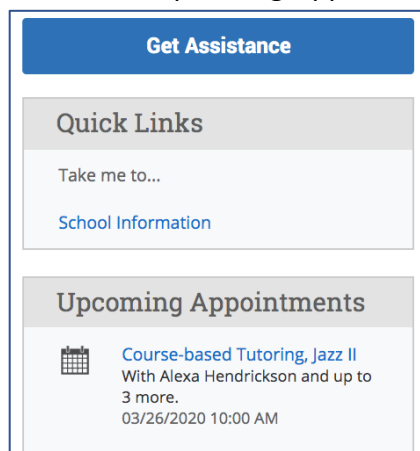 Get Assistance
Quick Links
Take me to...
School Information
Upcoming Appointments
Course-based Tutoring, Jazz II
With Alexa Hendrickson and up to
3 more.
03/26/2020 10:00 AM